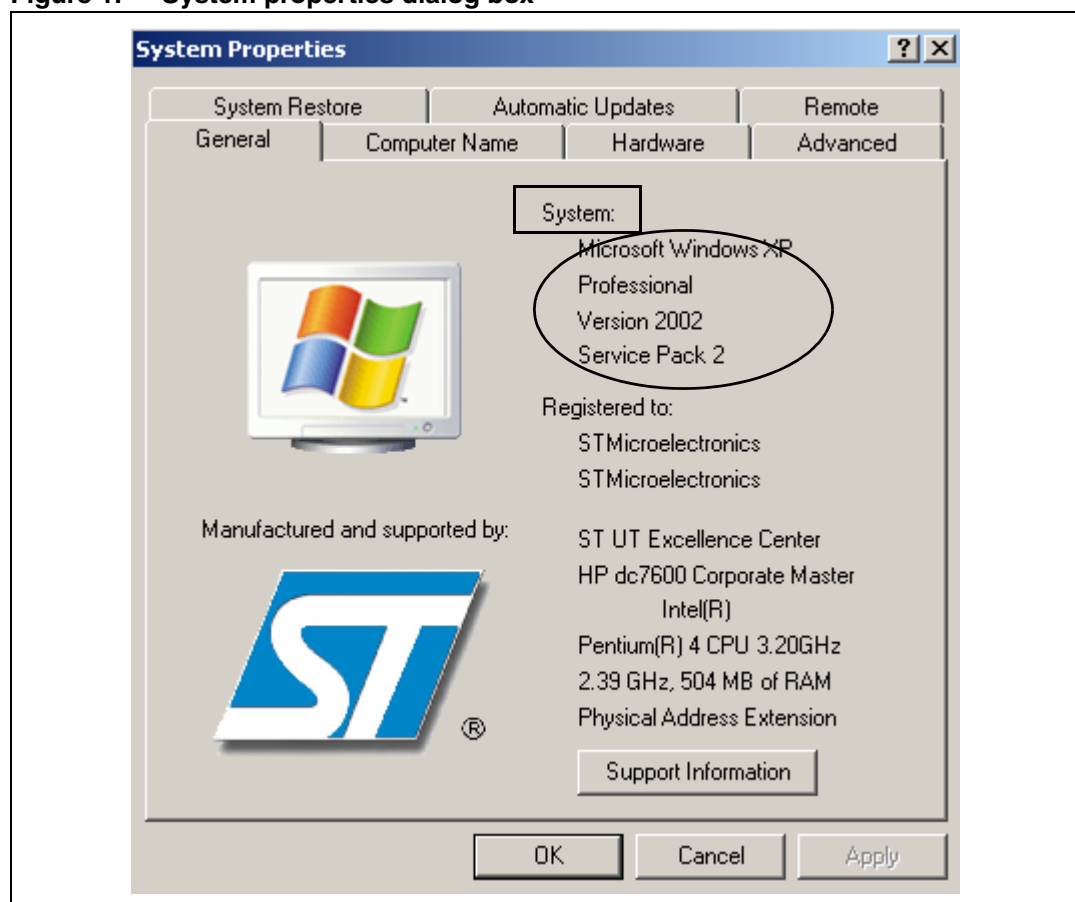 Figure 1. System properties dialog box
System Properties
System Restore Automatic Updates Remote
General Computer Name Hardware Advanced
System:
Microsoft Windows XP
Professional
Version 2002
Service Pack 2
Registered to:
STMicroelectronics
STMicroelectronics
Manufactured and supported by:
ST UT Excellence Center
HP dc7600 Corporate Master
Intel(R)
Pentium(R) 4 CPU 3.20GHz
2.39 GHz, 504 MB of RAM
Physical Address Extension
ST ®
Support Information
OK Cancel Apply